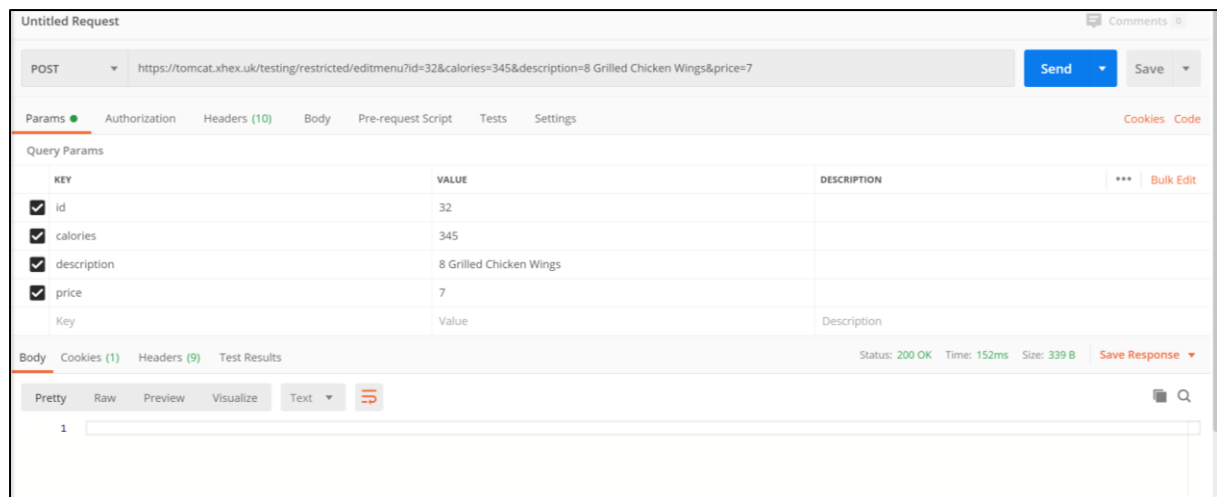 Untitled Request Comments 0
POST https://tomcat.xhex.uk/testing/restricted/editmenu?id=32&calories=345&description=8 Grilled Chicken Wings&price=7 Send Save
Params Authorization Headers (10) Body Pre-request Script Tests Settings Cookies Code
Query Params
KEY VALUE DESCRIPTION ••• Bulk Edit
id 32
calories 345
description 8 Grilled Chicken Wings
price 7
Key Value Description
Body Cookies (1) Headers (9) Test Results Status: 200 OK Time: 152ms Size: 339 B Save Response
Pretty Raw Preview Visualize Text
1